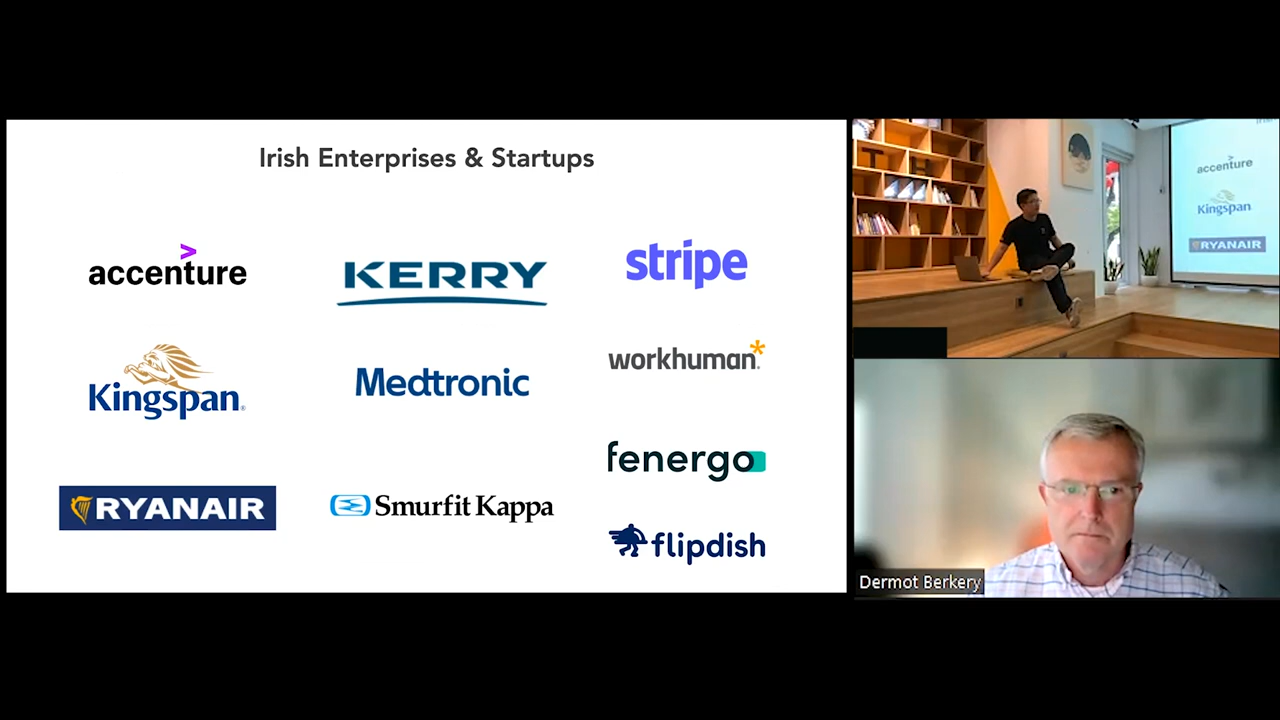 Irish Enterprises & Startups
accenture
KERRY
stripe
Kingspan
Medtronic
workhuman
fenergo
RYANAIR
Smurfit Kappa
flipdish
T H
accenture
Kingspan
RYANAIR
Dermot Berkery